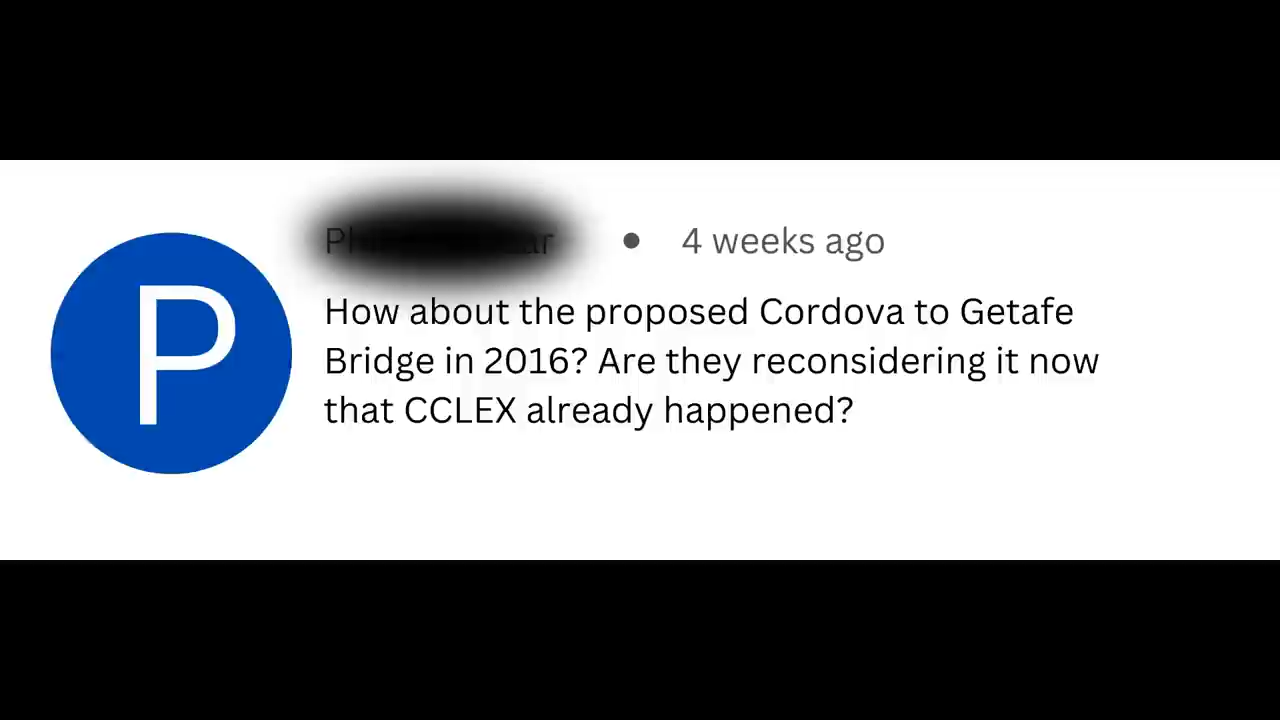 P
4 weeks ago
How about the proposed Cordova to Getafe
Bridge in 2016? Are they reconsidering it now
that CCLEX already happened?